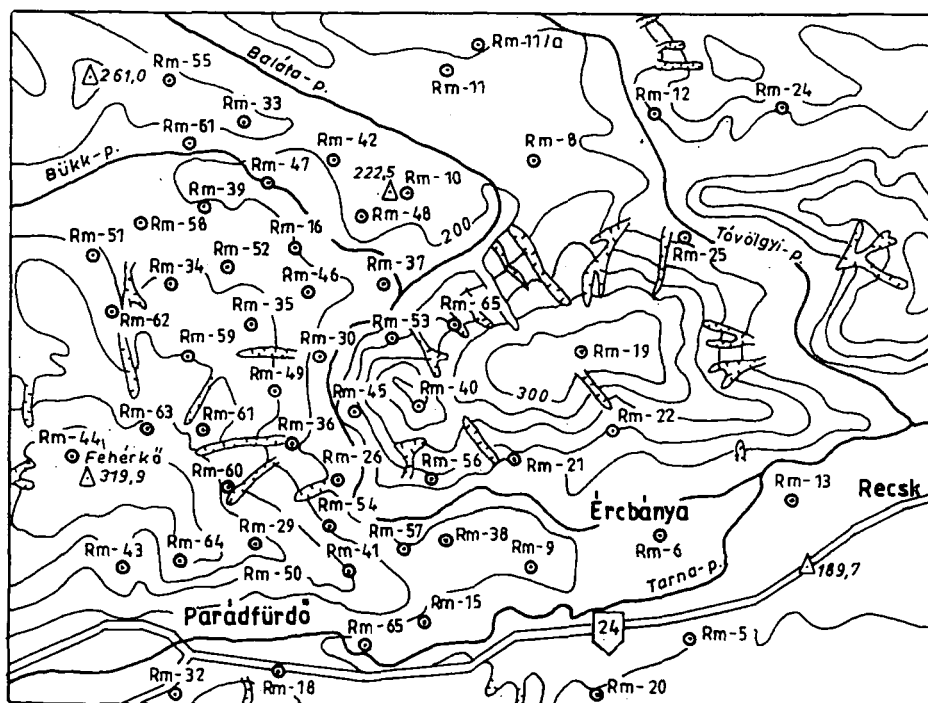 Rm-11/a
Rm-55
261,0
Baláta-p.
Rm-11
Rm-33
Rm-12
Rm-24
Rm-61
Rm-42
Rm-8
Bükk-p.
Rm-47
222,5
Rm-10
Rm-39
Rm-48
Rm-58
Rm-16
200
Rm-51
Rm-52
Tóvölgyi-p.
Rm-25
Rm-34
Rm-46
Rm-37
Rm-35
Rm-65
Rm-62
Rm-53
Rm-59
Rm-30
Rm-19
Rm-49
Rm-40
300
Rm-45
Rm-63
Rm-61
Rm-22
Rm-36
Rm-44
Fehérkő
319,9
Rm-60
Rm-26
Rm-56
Rm-21
Rm-13
Recsk
Rm-54
Ércbánya
Rm-29
Rm-57
Rm-38
Rm-43
Rm-64
Rm-41
Rm-9
Rm-6
Rm-50
Tarna-p.
189,7
Parádfürdő
Rm-15
Rm-65
24
Rm-5
Rm-32
Rm-18
Rm-20